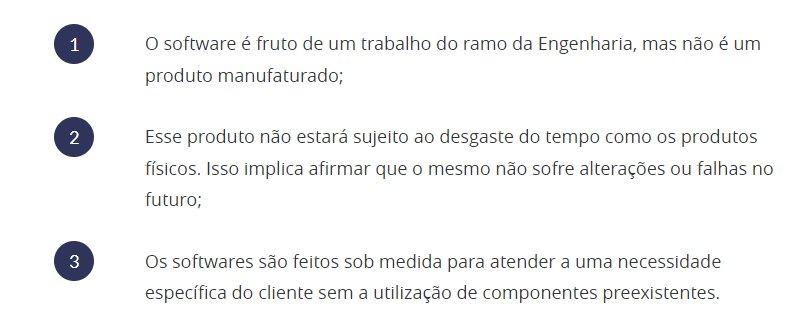 1 O software é fruto de um trabalho do ramo da Engenharia, mas não é um
produto manufaturado;
2 Esse produto não estará sujeito ao desgaste do tempo como os produtos
físicos. Isso implica afirmar que o mesmo não sofre alterações ou falhas no
futuro;
3 Os softwares são feitos sob medida para atender a uma necessidade
específica do cliente sem a utilização de componentes preexistentes.